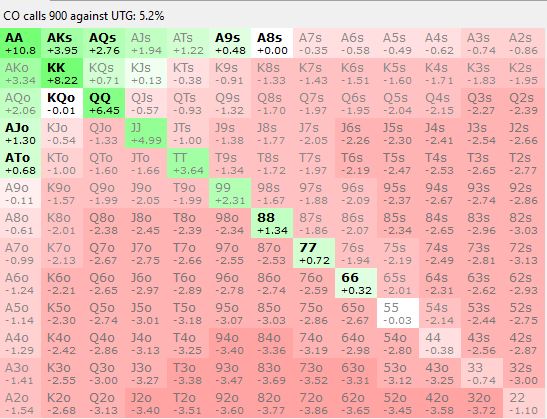 CO calls 900 against UTG: 5.2%
AA AKs AQs AJs ATs A9s A8s A7s A6s A5s A4s A3s A2s
+10.8 +3.95 +2.76 +1.94 +1.22 +0.48 +0.00 -0.35 -0.58 -0.49 -0.62 -0.74 -0.86
AKo KK KQs KJs KTs K9s K8s K7s K6s K5s K4s K3s K2s
+3.34 +8.22 +0.71 +0.13 -0.38 -0.91 -1.33 -1.43 -1.51 -1.60 -1.71 -1.83 -1.95
AQo KQo QQ QJs QTs Q9s Q8s Q7s Q6s Q5s Q4s Q3s Q2s
+2.06 -0.01 +6.45 -0.57 -0.93 -1.32 -1.70 -1.97 -1.95 -2.04 -2.15 -2.27 -2.39
AJo KJo QJo JJ JTs J9s J8s J7s J6s J5s J4s J3s J2s
+1.30 -0.54 -1.33 +4.99 -1.00 -1.38 -1.77 -2.05 -2.26 -2.30 -2.41 -2.54 -2.66
ATo KTo QTo JTo TT T9s T8s T7s T6s T5s T4s T3s T2s
+0.68 -1.00 -1.60 -1.66 +3.64 -1.34 -1.72 -1.97 -2.19 -2.47 -2.53 -2.65 -2.77
A9o K9o Q9o J9o T9o 99 98s 97s 96s 95s 94s 93s 92s
-0.11 -1.57 -1.99 -2.05 -1.99 +2.31 -1.67 -1.88 -2.09 -2.37 -2.67 -2.74 -2.86
A8o K8o Q8o J8o T8o 98o 88 87s 86s 85s 84s 83s 82s
-0.61 -2.01 -2.38 -2.45 -2.39 -2.34 +1.34 -1.86 -2.07 -2.34 -2.65 -2.96 -3.03
A7o K7o Q7o J7o T7o 97o 87o 77 76s 75s 74s 73s 72s
-0.99 -2.13 -2.67 -2.75 -2.66 -2.55 -2.53 +0.72 -1.94 -2.19 -2.49 -2.81 -3.13
A6o K6o Q6o J6o T6o 96o 86o 76o 66 65s 64s 63s 62s
-1.24 -2.21 -2.65 -2.97 -2.90 -2.78 -2.76 -2.59 +0.32 -2.01 -2.31 -2.62 -2.93
A5o K5o Q5o J5o T5o 95o 85o 75o 65o 55 54s 53s 52s
-1.14 -2.30 -2.74 -3.01 -3.18 -3.07 -3.03 -2.86 -2.67 -0.03 -2.14 -2.44 -2.75
A4o K4o Q4o J4o T4o 94o 84o 74o 64o 54o 44 43s 42s
-1.29 -2.42 -2.86 -3.13 -3.25 -3.40 -3.36 -3.19 -2.98 -2.80 -0.38 -2.56 -2.87
A3o K3o Q3o J3o T3o 93o 83o 73o 63o 53o 43o 33 32s
-1.41 -2.55 -3.00 -3.27 -3.38 -3.47 -3.69 -3.52 -3.31 -3.12 -3.25 -0.74 -3.00
A2o K2o Q2o J2o T2o 92o 82o 72o 62o 52o 42o 32o 22
-1.54 -2.68 -3.13 -3.40 -3.51 -3.60 -3.77 -3.86 -3.65 -3.45 -3.58 -3.72 -1.10